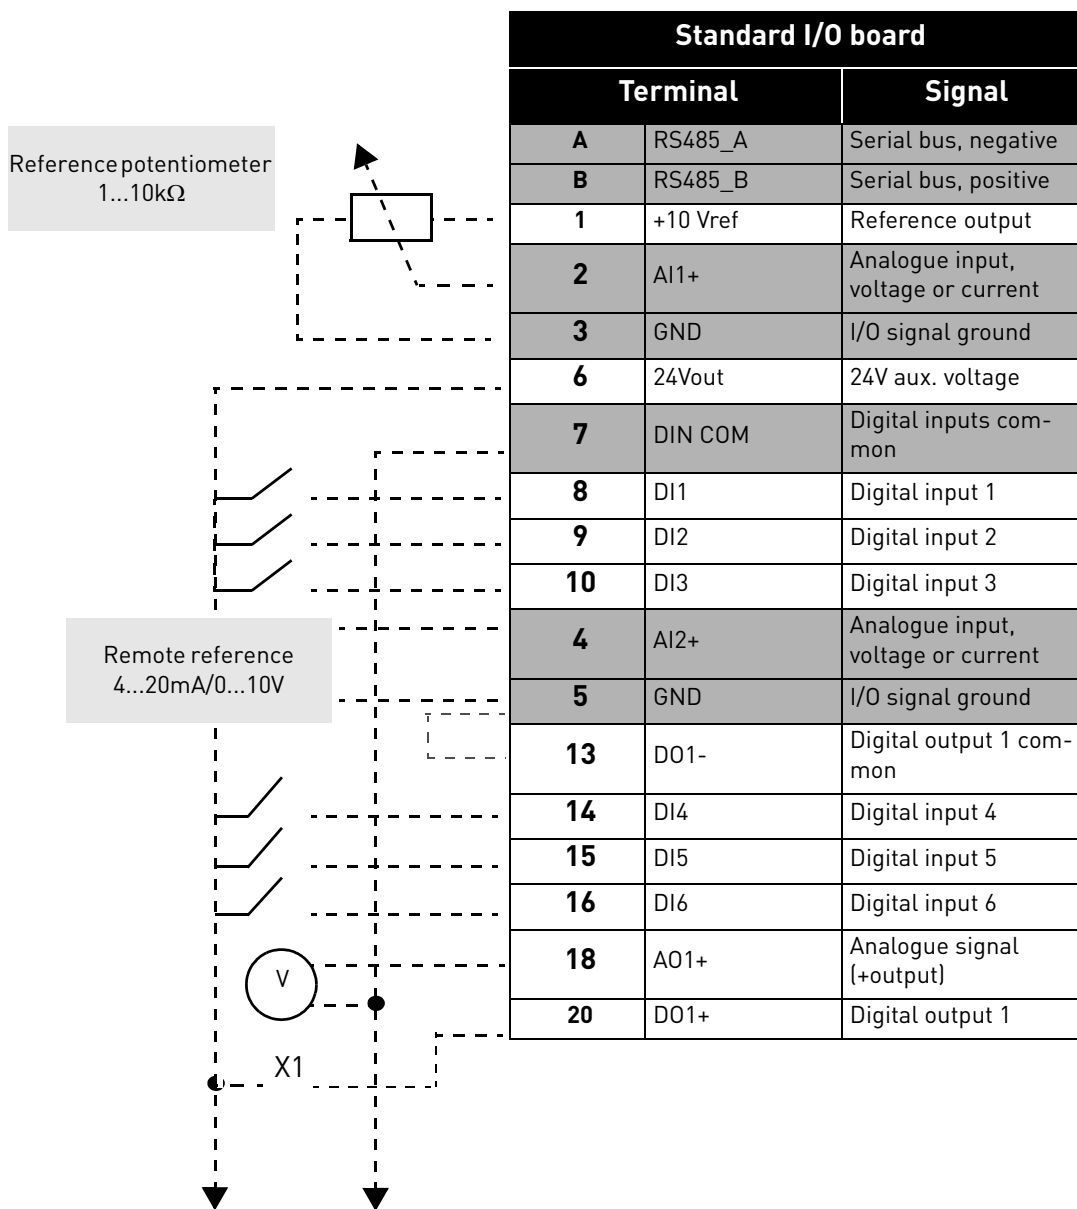 Standard I/O board
Terminal Signal
Reference potentiometer
1...10kΩ
A RS485_A Serial bus, negative
B RS485_B Serial bus, positive
1 +10 Vref Reference output
2 AI1+ Analogue input,
voltage or current
3 GND I/O signal ground
6 24Vout 24V aux. voltage
7 DIN COM Digital inputs com-
mon
8 DI1 Digital input 1
9 DI2 Digital input 2
10 DI3 Digital input 3
Remote reference
4...20mA/0...10V
4 AI2+ Analogue input,
voltage or current
5 GND I/O signal ground
13 DO1- Digital output 1 com-
mon
14 DI4 Digital input 4
15 DI5 Digital input 5
16 DI6 Digital input 6
V
18 AO1+ Analogue signal
(+output)
20 DO1+ Digital output 1
X1